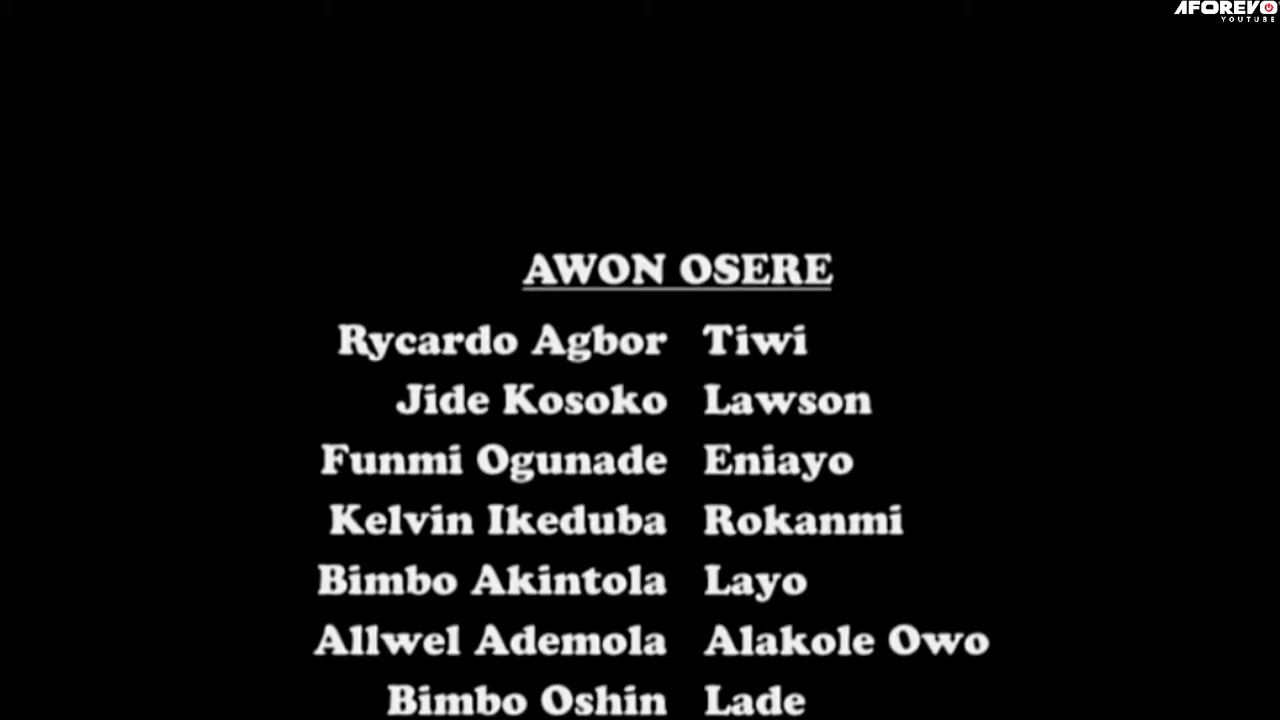 AFOREVO
YOUTUBE
AWON OSERE
Rycardo Agbor Tiwi
Jide Kosoko Lawson
Funmi Ogunade Eniayo
Kelvin Ikeduba Rokanmi
Bimbo Akintola Layo
Allwel Ademola Alakole Owo
Bimbo Oshin Lade